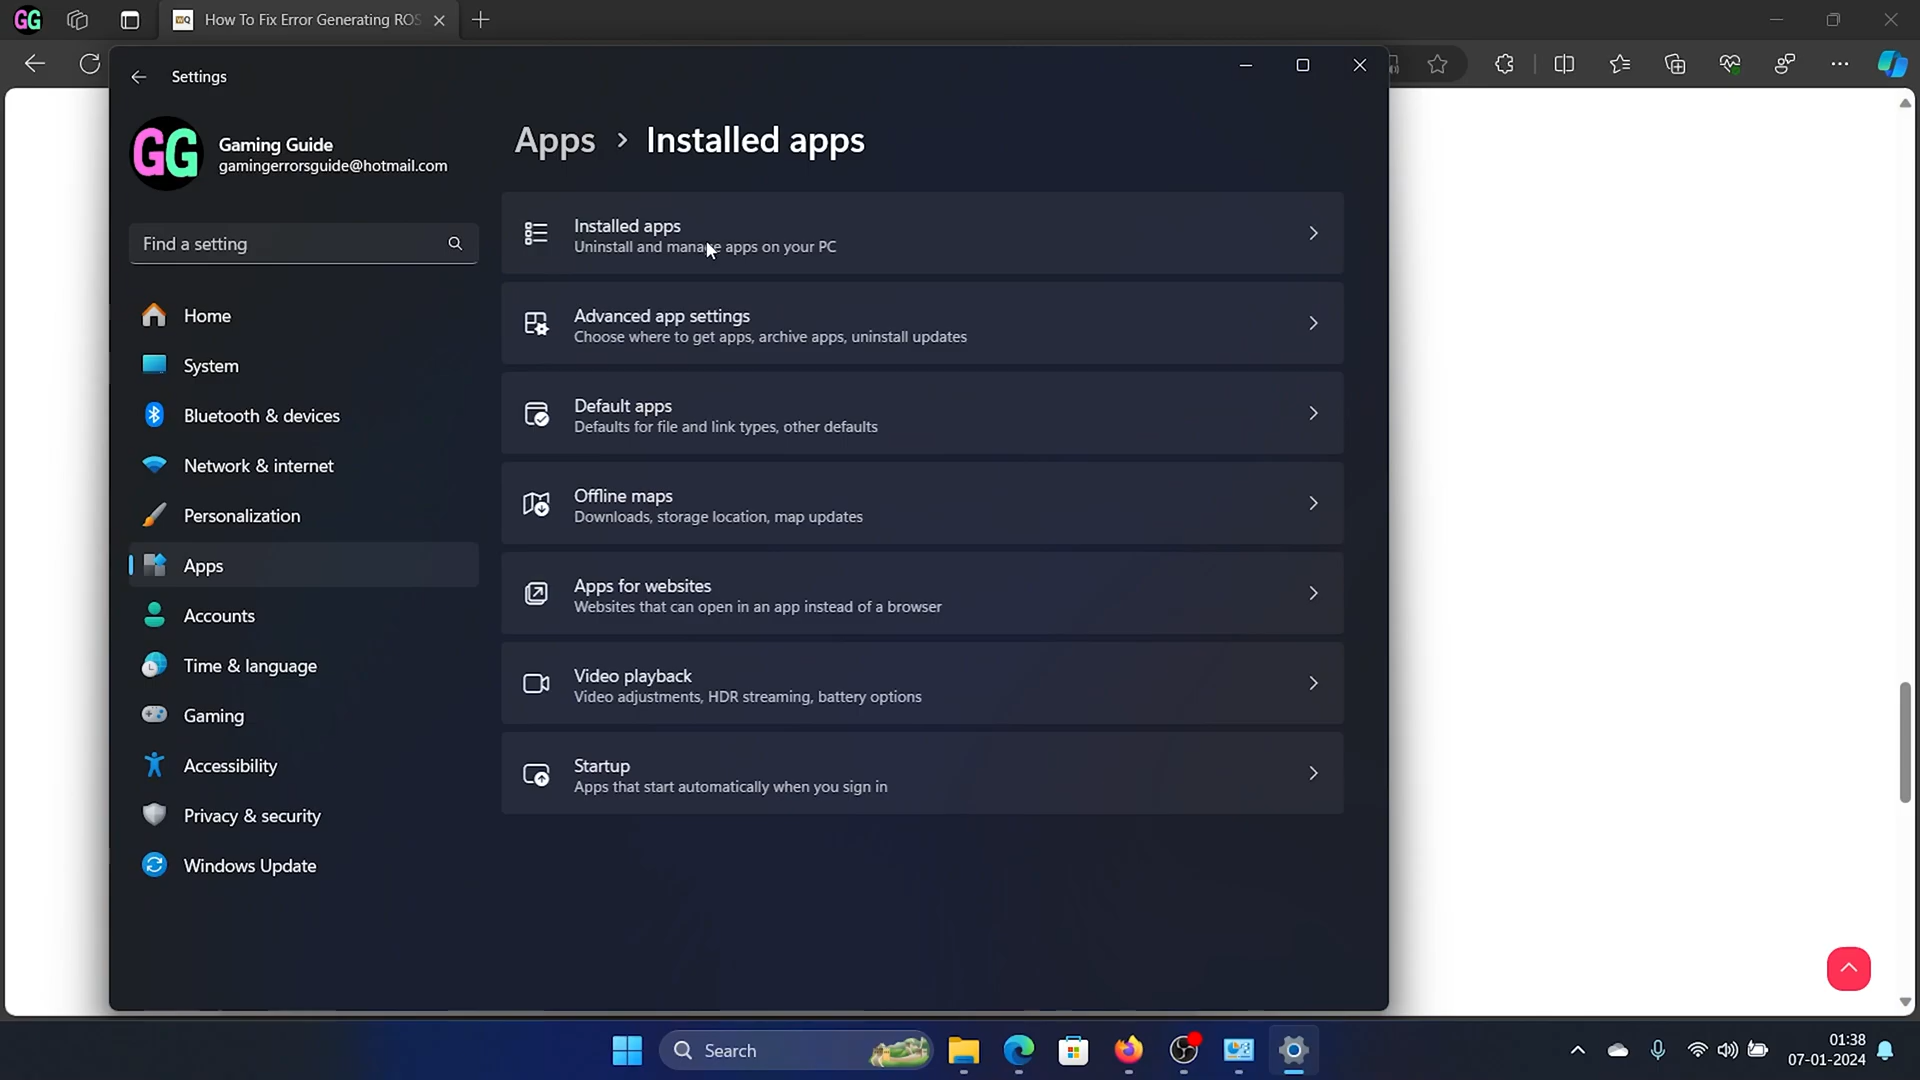 GG
WQ How To Fix Error Generating ROS
Settings
GG
Gaming Guide
gamingerrorsguide@hotmail.com
Find a setting
Home
System
Bluetooth & devices
Network & internet
Personalization
Apps
Accounts
Time & language
Gaming
Accessibility
Privacy & security
Windows Update
Apps › Installed apps
Installed apps
Uninstall and manage apps on your PC
Advanced app settings
Choose where to get apps, archive apps, uninstall updates
Default apps
Defaults for file and link types, other defaults
Offline maps
Downloads, storage location, map updates
Apps for websites
Websites that can open in an app instead of a browser
Video playback
Video adjustments, HDR streaming, battery options
Startup
Apps that start automatically when you sign in
Search
01:38
07-01-2024